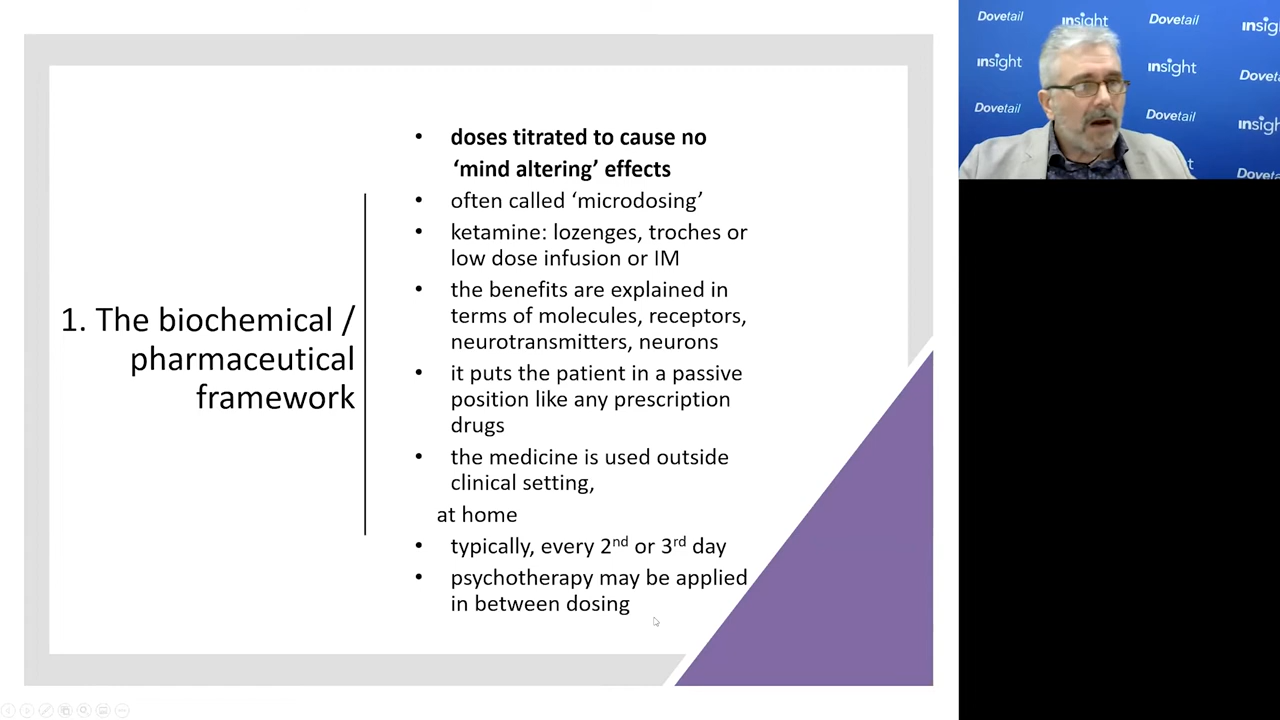 1. The biochemical /
pharmaceutical
framework
• doses titrated to cause no
‘mind altering’ effects
• often called ‘microdosing’
• ketamine: lozenges, troches or
low dose infusion or IM
• the benefits are explained in
terms of molecules, receptors,
neurotransmitters, neurons
• it puts the patient in a passive
position like any prescription
drugs
• the medicine is used outside
clinical setting,
at home
• typically, every 2nd or 3rd day
• psychotherapy may be applied
in between dosing
Dovetail
insight
Dovetail
insig
insight
insight
Doveta
Dovetail
Dovetail
insigh
Dovetail